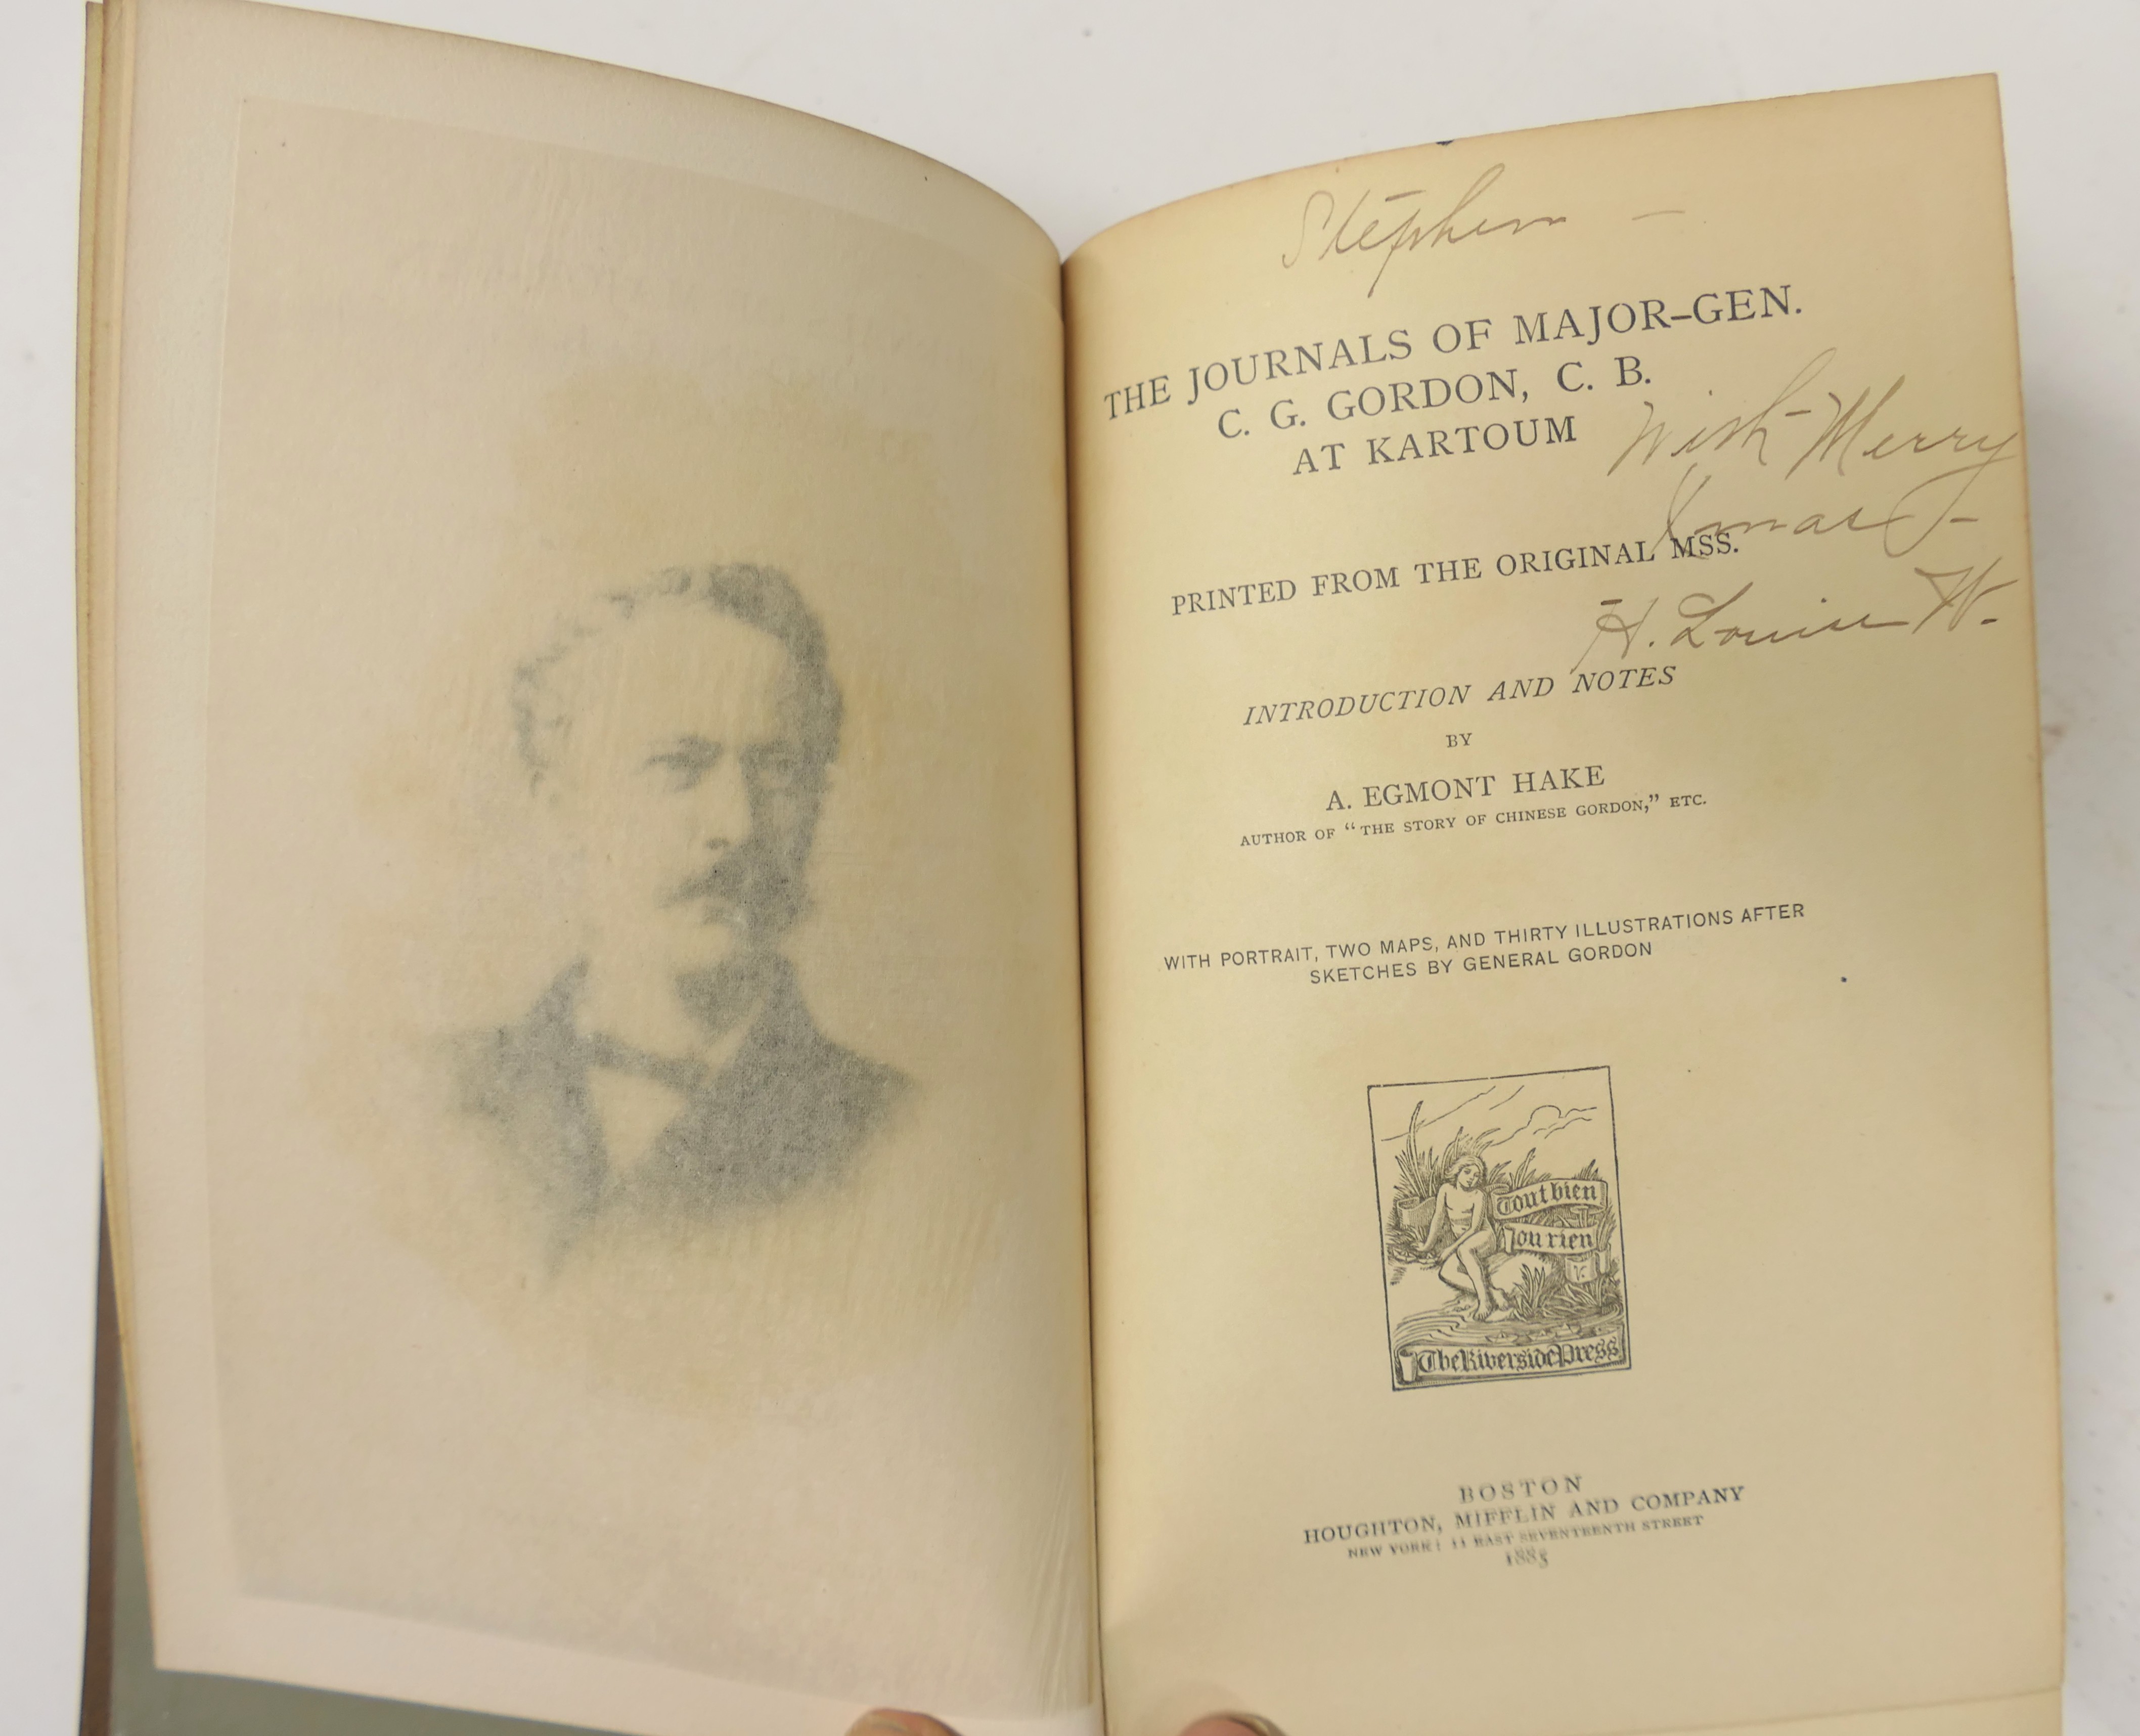 Stephen —
THE JOURNALS OF MAJOR-GEN.
C. G. GORDON, C. B.
AT KARTOUM
With Merry
Xmas —
PRINTED FROM THE ORIGINAL MSS.
H. Louise W.
INTRODUCTION AND NOTES
BY
A. EGMONT HAKE
AUTHOR OF “THE STORY OF CHINESE GORDON,” ETC.
WITH PORTRAIT, TWO MAPS, AND THIRTY ILLUSTRATIONS AFTER
SKETCHES BY GENERAL GORDON
Tout bien
ou rien
The Riverside Press
BOSTON
HOUGHTON, MIFFLIN AND COMPANY
NEW YORK: 11 EAST SEVENTEENTH STREET
1885